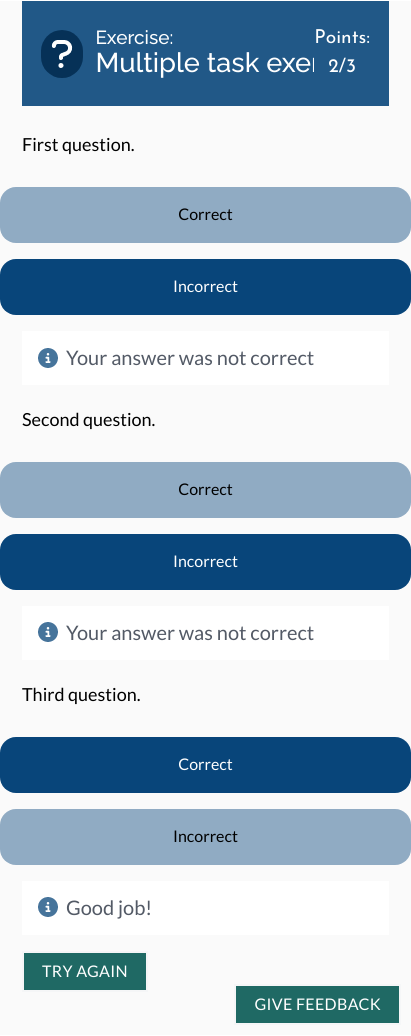 ?
Exercise:
Points:
Multiple task exe
2/3
First question.
Correct
Incorrect
Your answer was not correct
Second question.
Correct
Incorrect
Your answer was not correct
Third question.
Correct
Incorrect
Good job!
TRY AGAIN
GIVE FEEDBACK